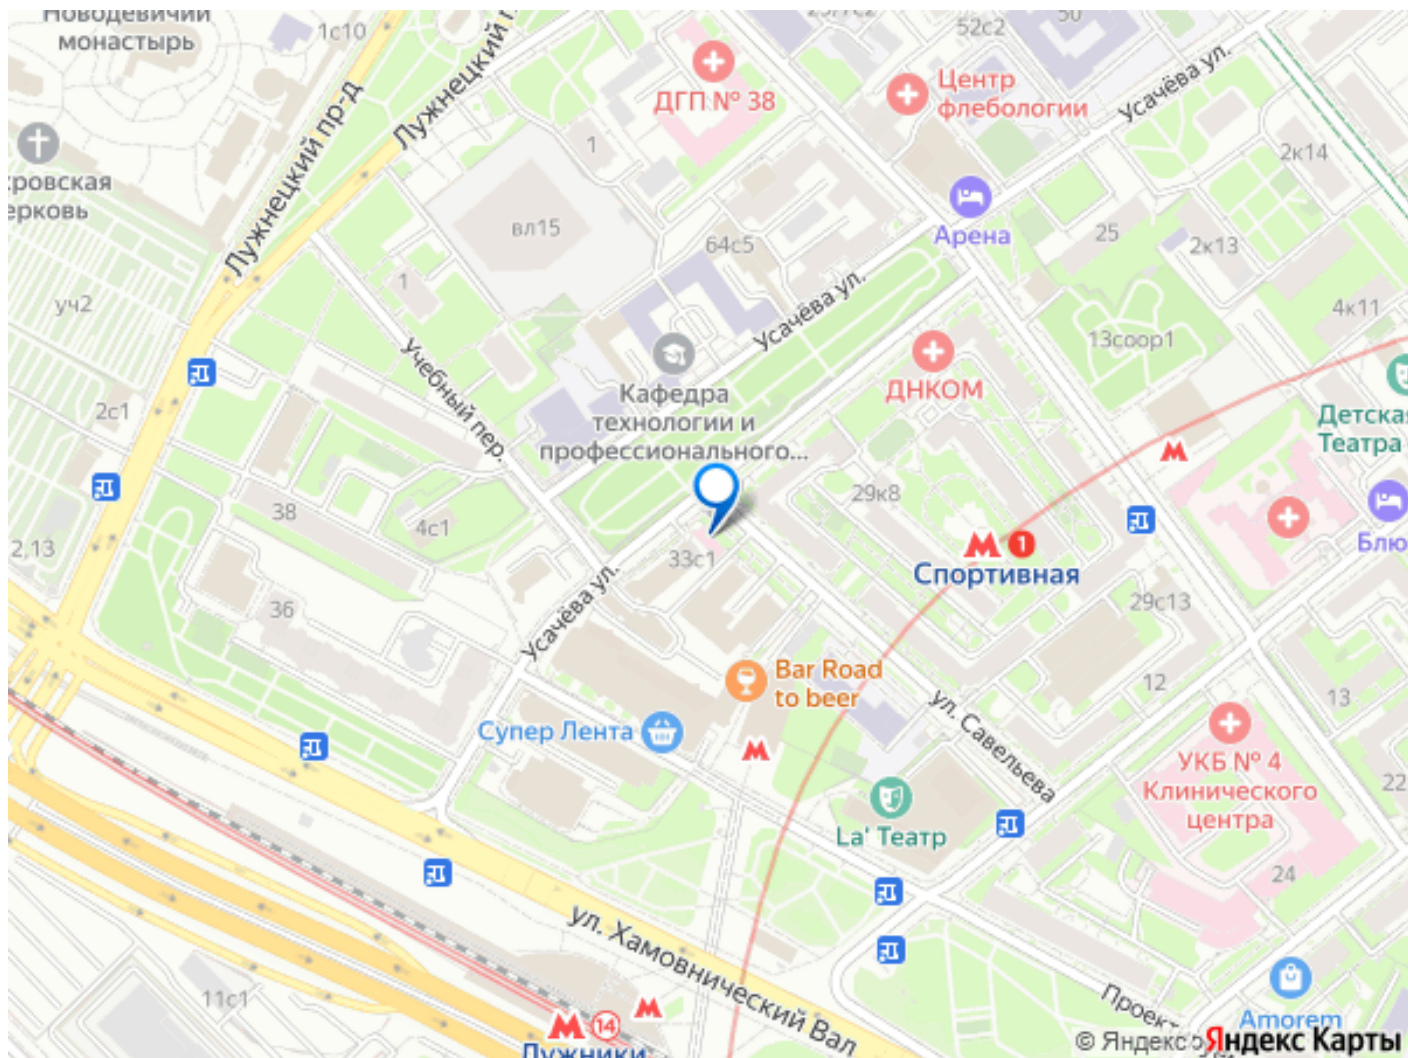 Новодевичий
монастырь
1с10
Лужнецкий пр-д
Лужнецкий п
ДГП № 38
52с2
50
Центр
флебологии
Усачёва ул.
2к14
кровская
ерковь
1
вл15
64с5
Арена
25
2к13
4к11
уч2
1
Усачёва ул.
13соор1
Учебный пер.
Кафедра
технологии и
профессионального...
ДНКОМ
2с1
Детская
Театра
38
4с1
29к8
2,13
33с1
1
Спортивная
Блю
29с13
36
Усачёва ул.
Bar Road
to beer
12
13
Супер Лента
ул. Савельева
УКБ № 4
Клинического
центра
22
La' Театр
24
ул. Хамовнический Вал
11с1
14
Лужники
Проек
Amorem
© Яндекс
Яндекс Карты